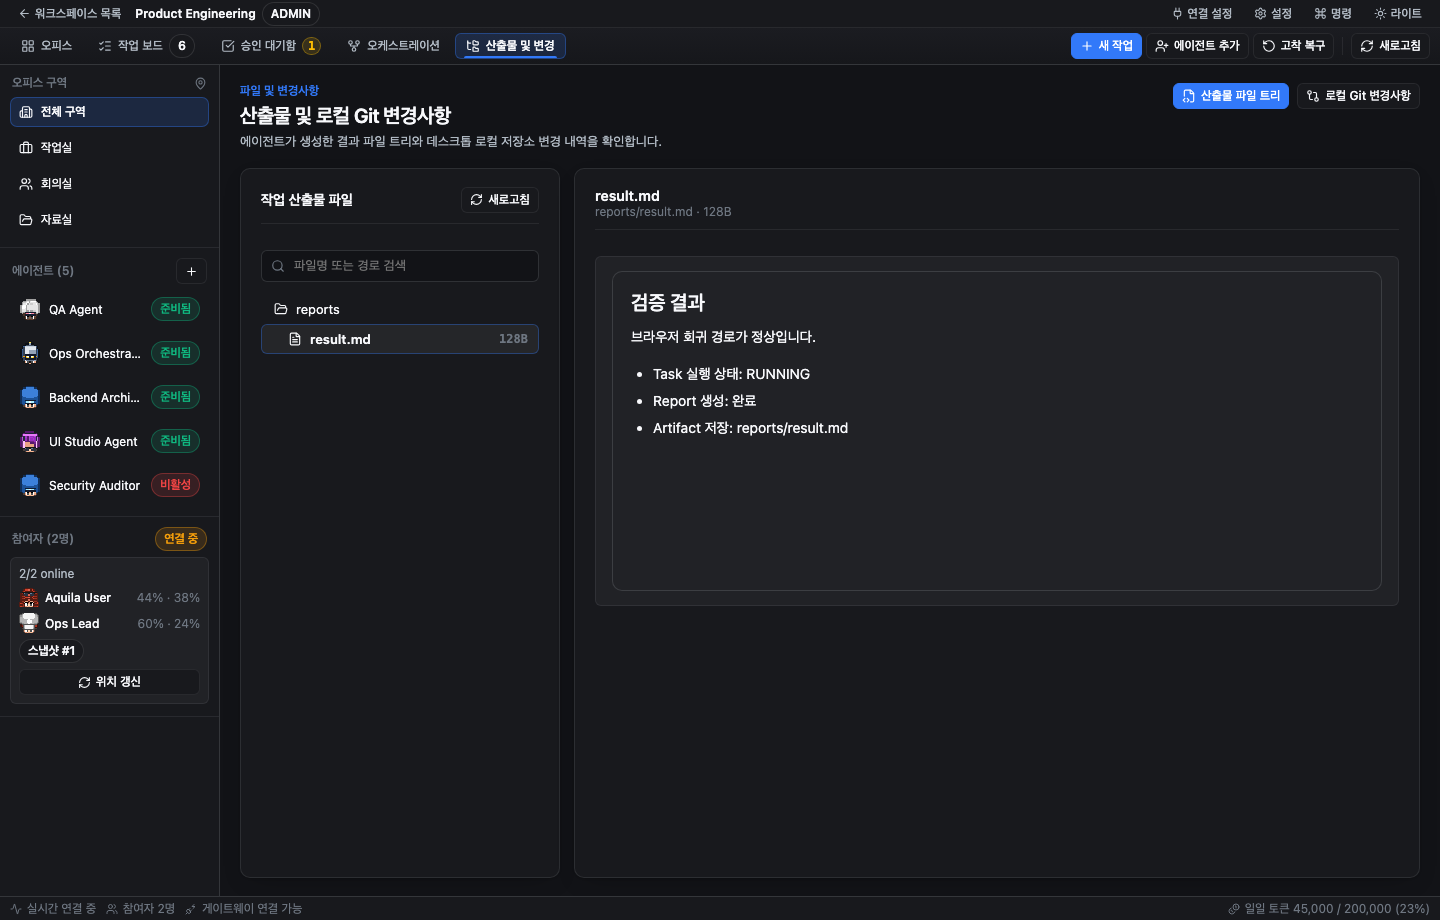 워크스페이스 목록 Product Engineering ADMIN 연결 설정 설정 명령 라이트
오피스 작업 보드 6 승인 대기함 1 오케스트레이션 산출물 및 변경 새 작업 에이전트 추가 고착 복구 새로고침
오피스 구역
전체 구역
작업실
회의실
자료실
에이전트 (5)
QA Agent 준비됨
Ops Orchestra... 준비됨
Backend Archi... 준비됨
UI Studio Agent 준비됨
Security Auditor 비활성
참여자 (2명) 연결 중
2/2 online
Aquila User 44% · 38%
Ops Lead 60% · 24%
스냅샷 #1
위치 갱신
파일 및 변경사항
산출물 및 로컬 Git 변경사항
에이전트가 생성한 결과 파일 트리와 데스크톱 로컬 저장소 변경 내역을 확인합니다.
산출물 파일 트리 로컬 Git 변경사항
작업 산출물 파일 새로고침
파일명 또는 경로 검색
reports
result.md 128B
result.md
reports/result.md · 128B
검증 결과
브라우저 회귀 경로가 정상입니다.
• Task 실행 상태: RUNNING
• Report 생성: 완료
• Artifact 저장: reports/result.md
실시간 연결 중 참여자 2명 게이트웨이 연결 가능 일일 토큰 45,000 / 200,000 (23%)